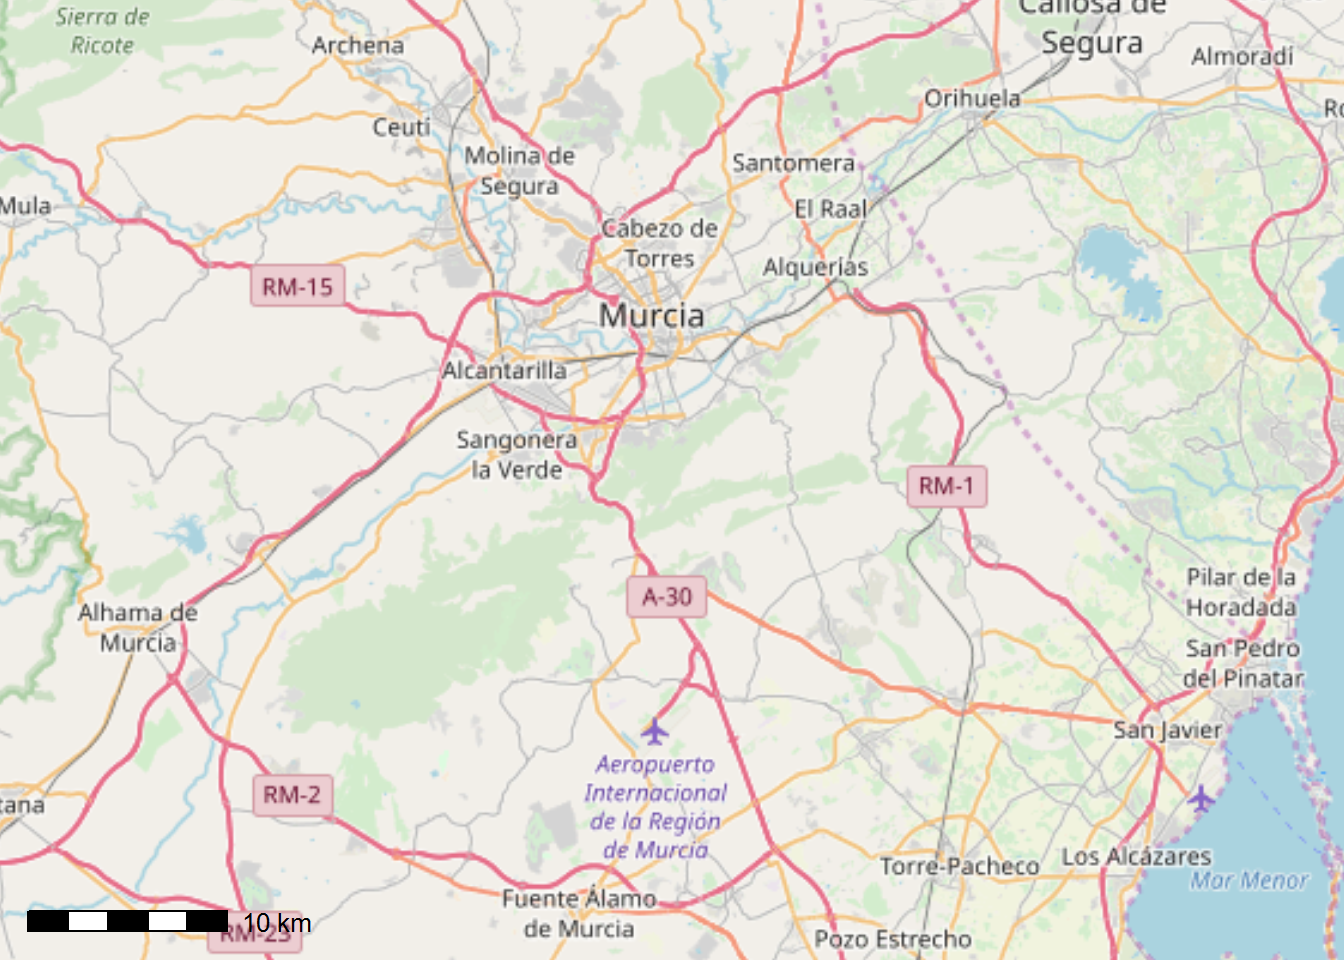 Sierra de
Ricote
Archena
Callosa de
Segura
Almoradí
Ceutí
Orihuela
Molina de
Segura
Santomera
Mula
El Raal
Cabezo de
Torres
Alquerías
RM-15
Murcia
Alcantarilla
Sangonera
la Verde
RM-1
A-30
Pilar de la
Horadada
Alhama de
Murcia
San Pedro
del Pinatar
San Javier
Aeropuerto
Internacional
de la Región
de Murcia
RM-2
tana
Torre-Pacheco
Los Alcázares
Mar Menor
Fuente Álamo
de Murcia
10 km
RM-23
Pozo Estrecho